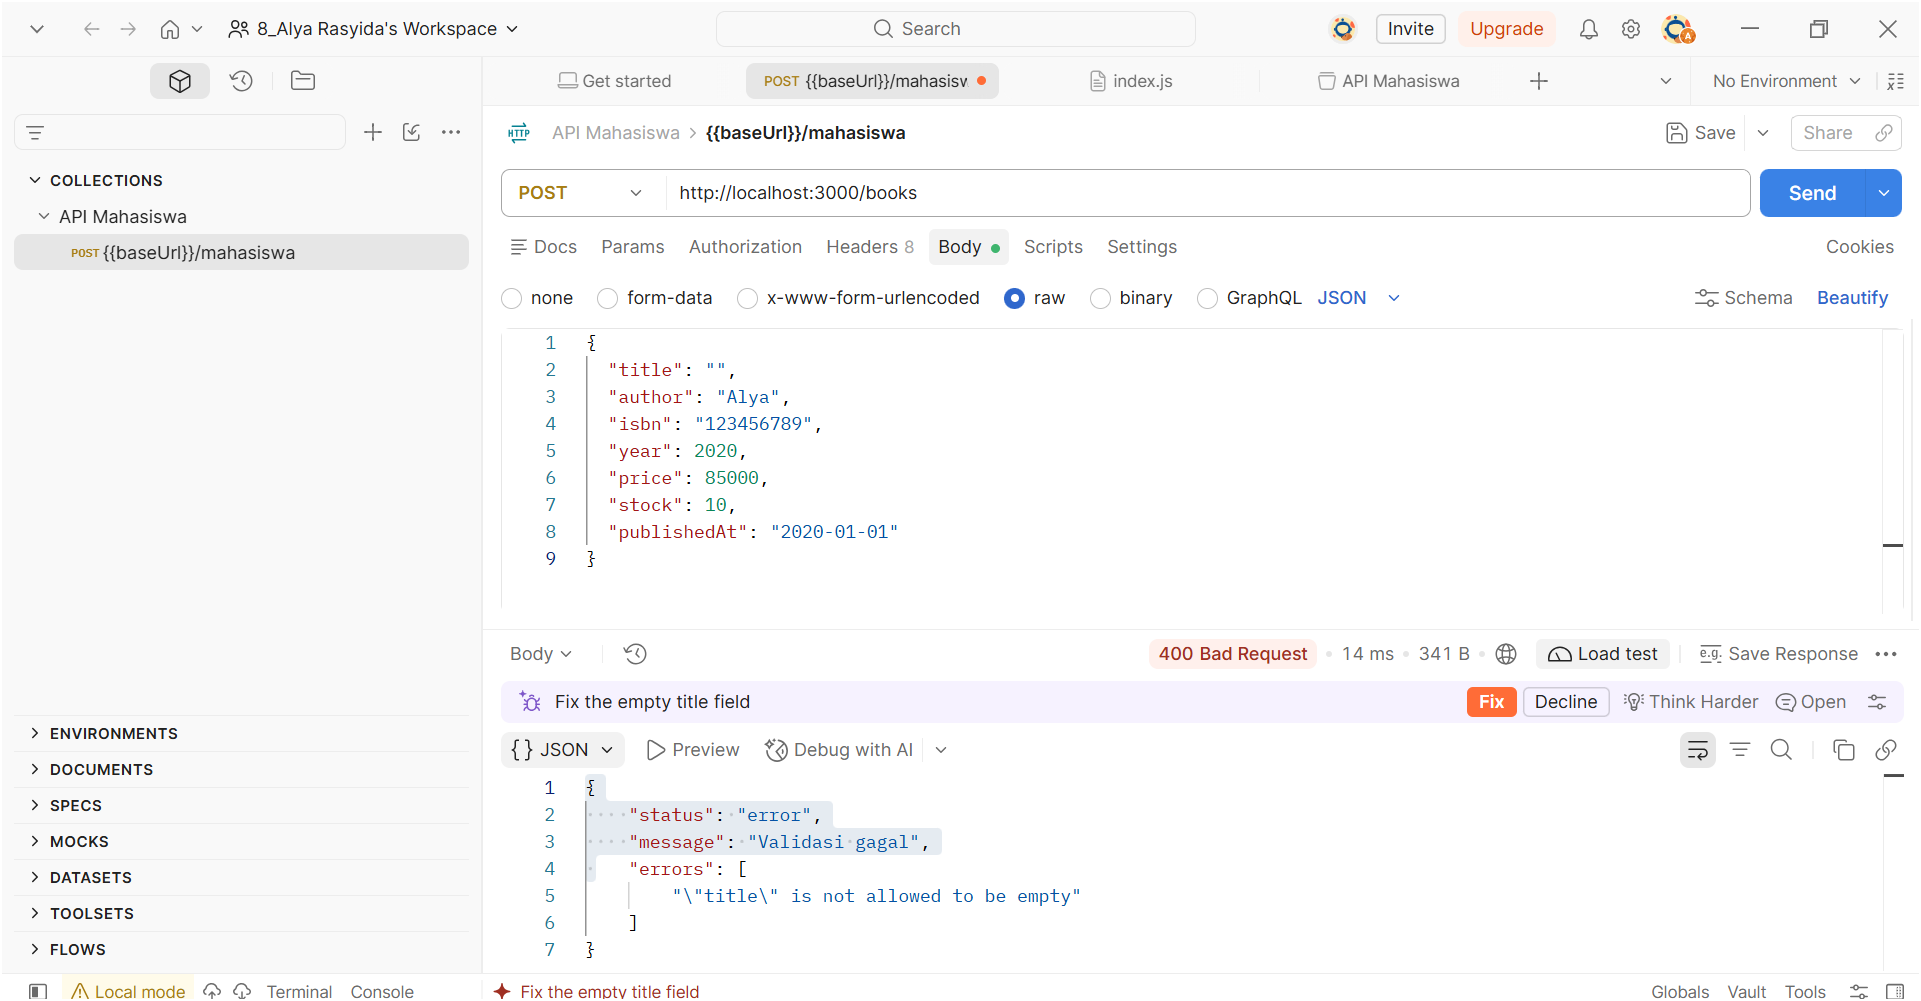 8_Alya Rasyida's Workspace
Search
Invite
Upgrade
Get started
POST {{baseUrl}}/mahasisw
index.js
API Mahasiswa
No Environment
HTTP API Mahasiswa > {{baseUrl}}/mahasiswa
Save
Share
COLLECTIONS
API Mahasiswa
POST {{baseUrl}}/mahasiswa
POST
http://localhost:3000/books
Send
Docs
Params
Authorization
Headers 8
Body
Scripts
Settings
Cookies
none
form-data
x-www-form-urlencoded
raw
binary
GraphQL
JSON
Schema
Beautify
1 {
2 "title": "",
3 "author": "Alya",
4 "isbn": "123456789",
5 "year": 2020,
6 "price": 85000,
7 "stock": 10,
8 "publishedAt": "2020-01-01"
9 }
Body
400 Bad Request
14 ms
341 B
Load test
e.g. Save Response
Fix the empty title field
Fix
Decline
Think Harder
Open
{} JSON
Preview
Debug with AI
1 {
2 "status": "error",
3 "message": "Validasi gagal",
4 "errors": [
5 "\"title\" is not allowed to be empty"
6 ]
7 }
ENVIRONMENTS
DOCUMENTS
SPECS
MOCKS
DATASETS
TOOLSETS
FLOWS
Local mode
Terminal
Console
Fix the empty title field
Globals
Vault
Tools